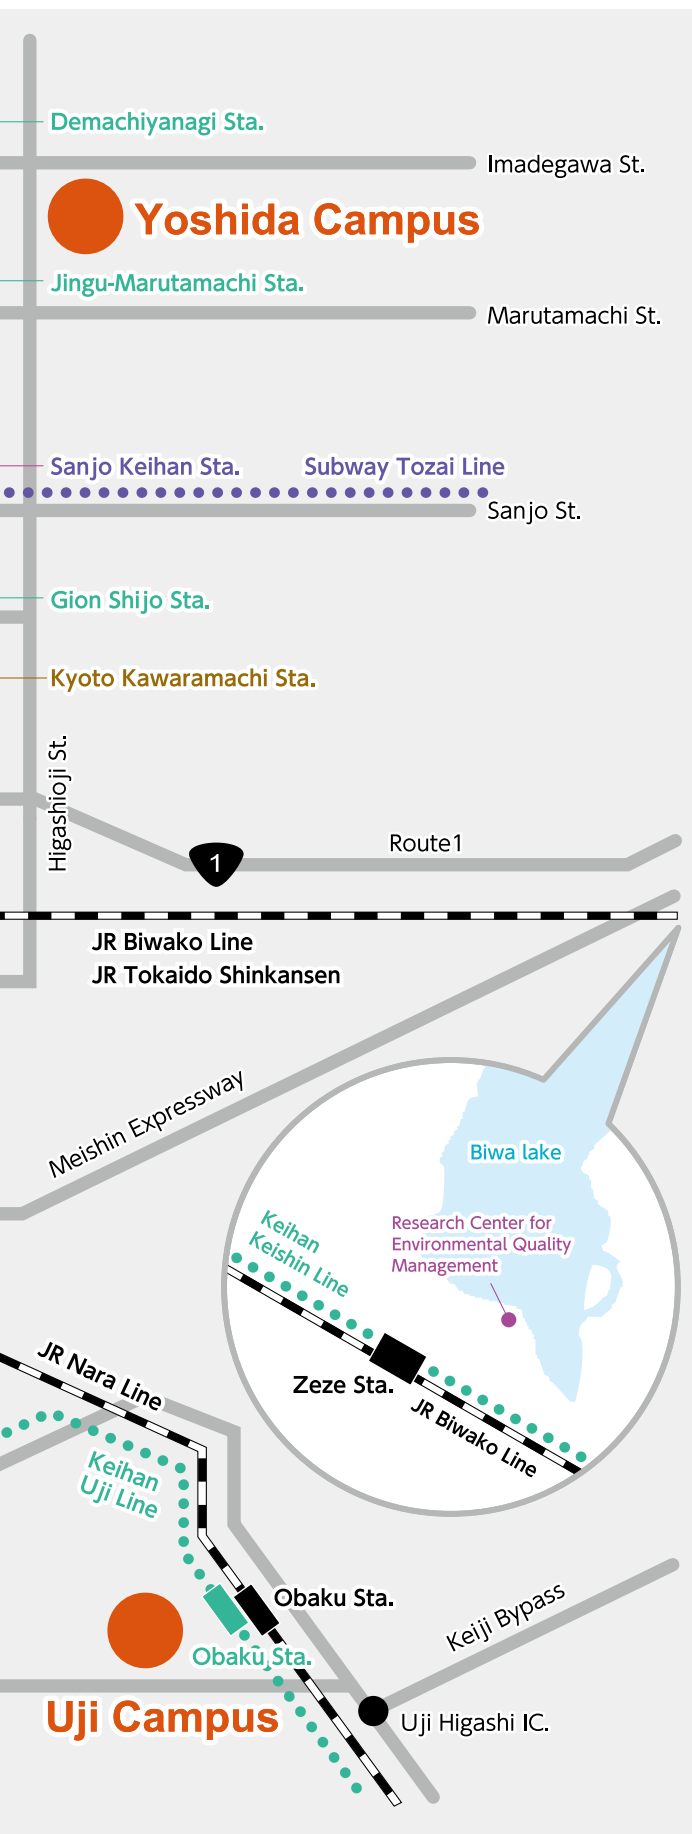 Demachiyanagi Sta.
Imadegawa St.
Yoshida Campus
Jingu-Marutamachi Sta.
Marutamachi St.
Sanjo Keihan Sta.
Subway Tozai Line
Sanjo St.
Gion Shijo Sta.
Kyoto Kawaramachi Sta.
Higashioji St.
Route1
1
JR Biwako Line
JR Tokaido Shinkansen
Meishin Expressway
Biwa lake
Research Center for
Environmental Quality
Management
Keihan
Keishin Line
Zeze Sta.
JR Biwako Line
JR Nara Line
Keihan
Uji Line
Obaku Sta.
Keiji Bypass
Obaku Sta.
Uji Campus
Uji Higashi IC.